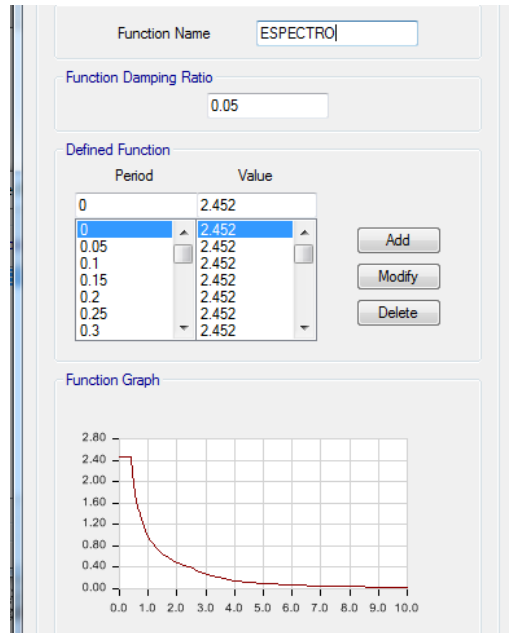 Function Name ESPECTRO
Function Damping Ratio
0.05
Defined Function
Period Value
0 2.452
0 2.452
0.05 2.452
0.1 2.452
0.15 2.452
0.2 2.452
0.25 2.452
0.3 2.452
Add
Modify
Delete
Function Graph
2.80
2.40
2.00
1.60
1.20
0.80
0.40
0.00
0.0 1.0 2.0 3.0 4.0 5.0 6.0 7.0 8.0 9.0 10.0